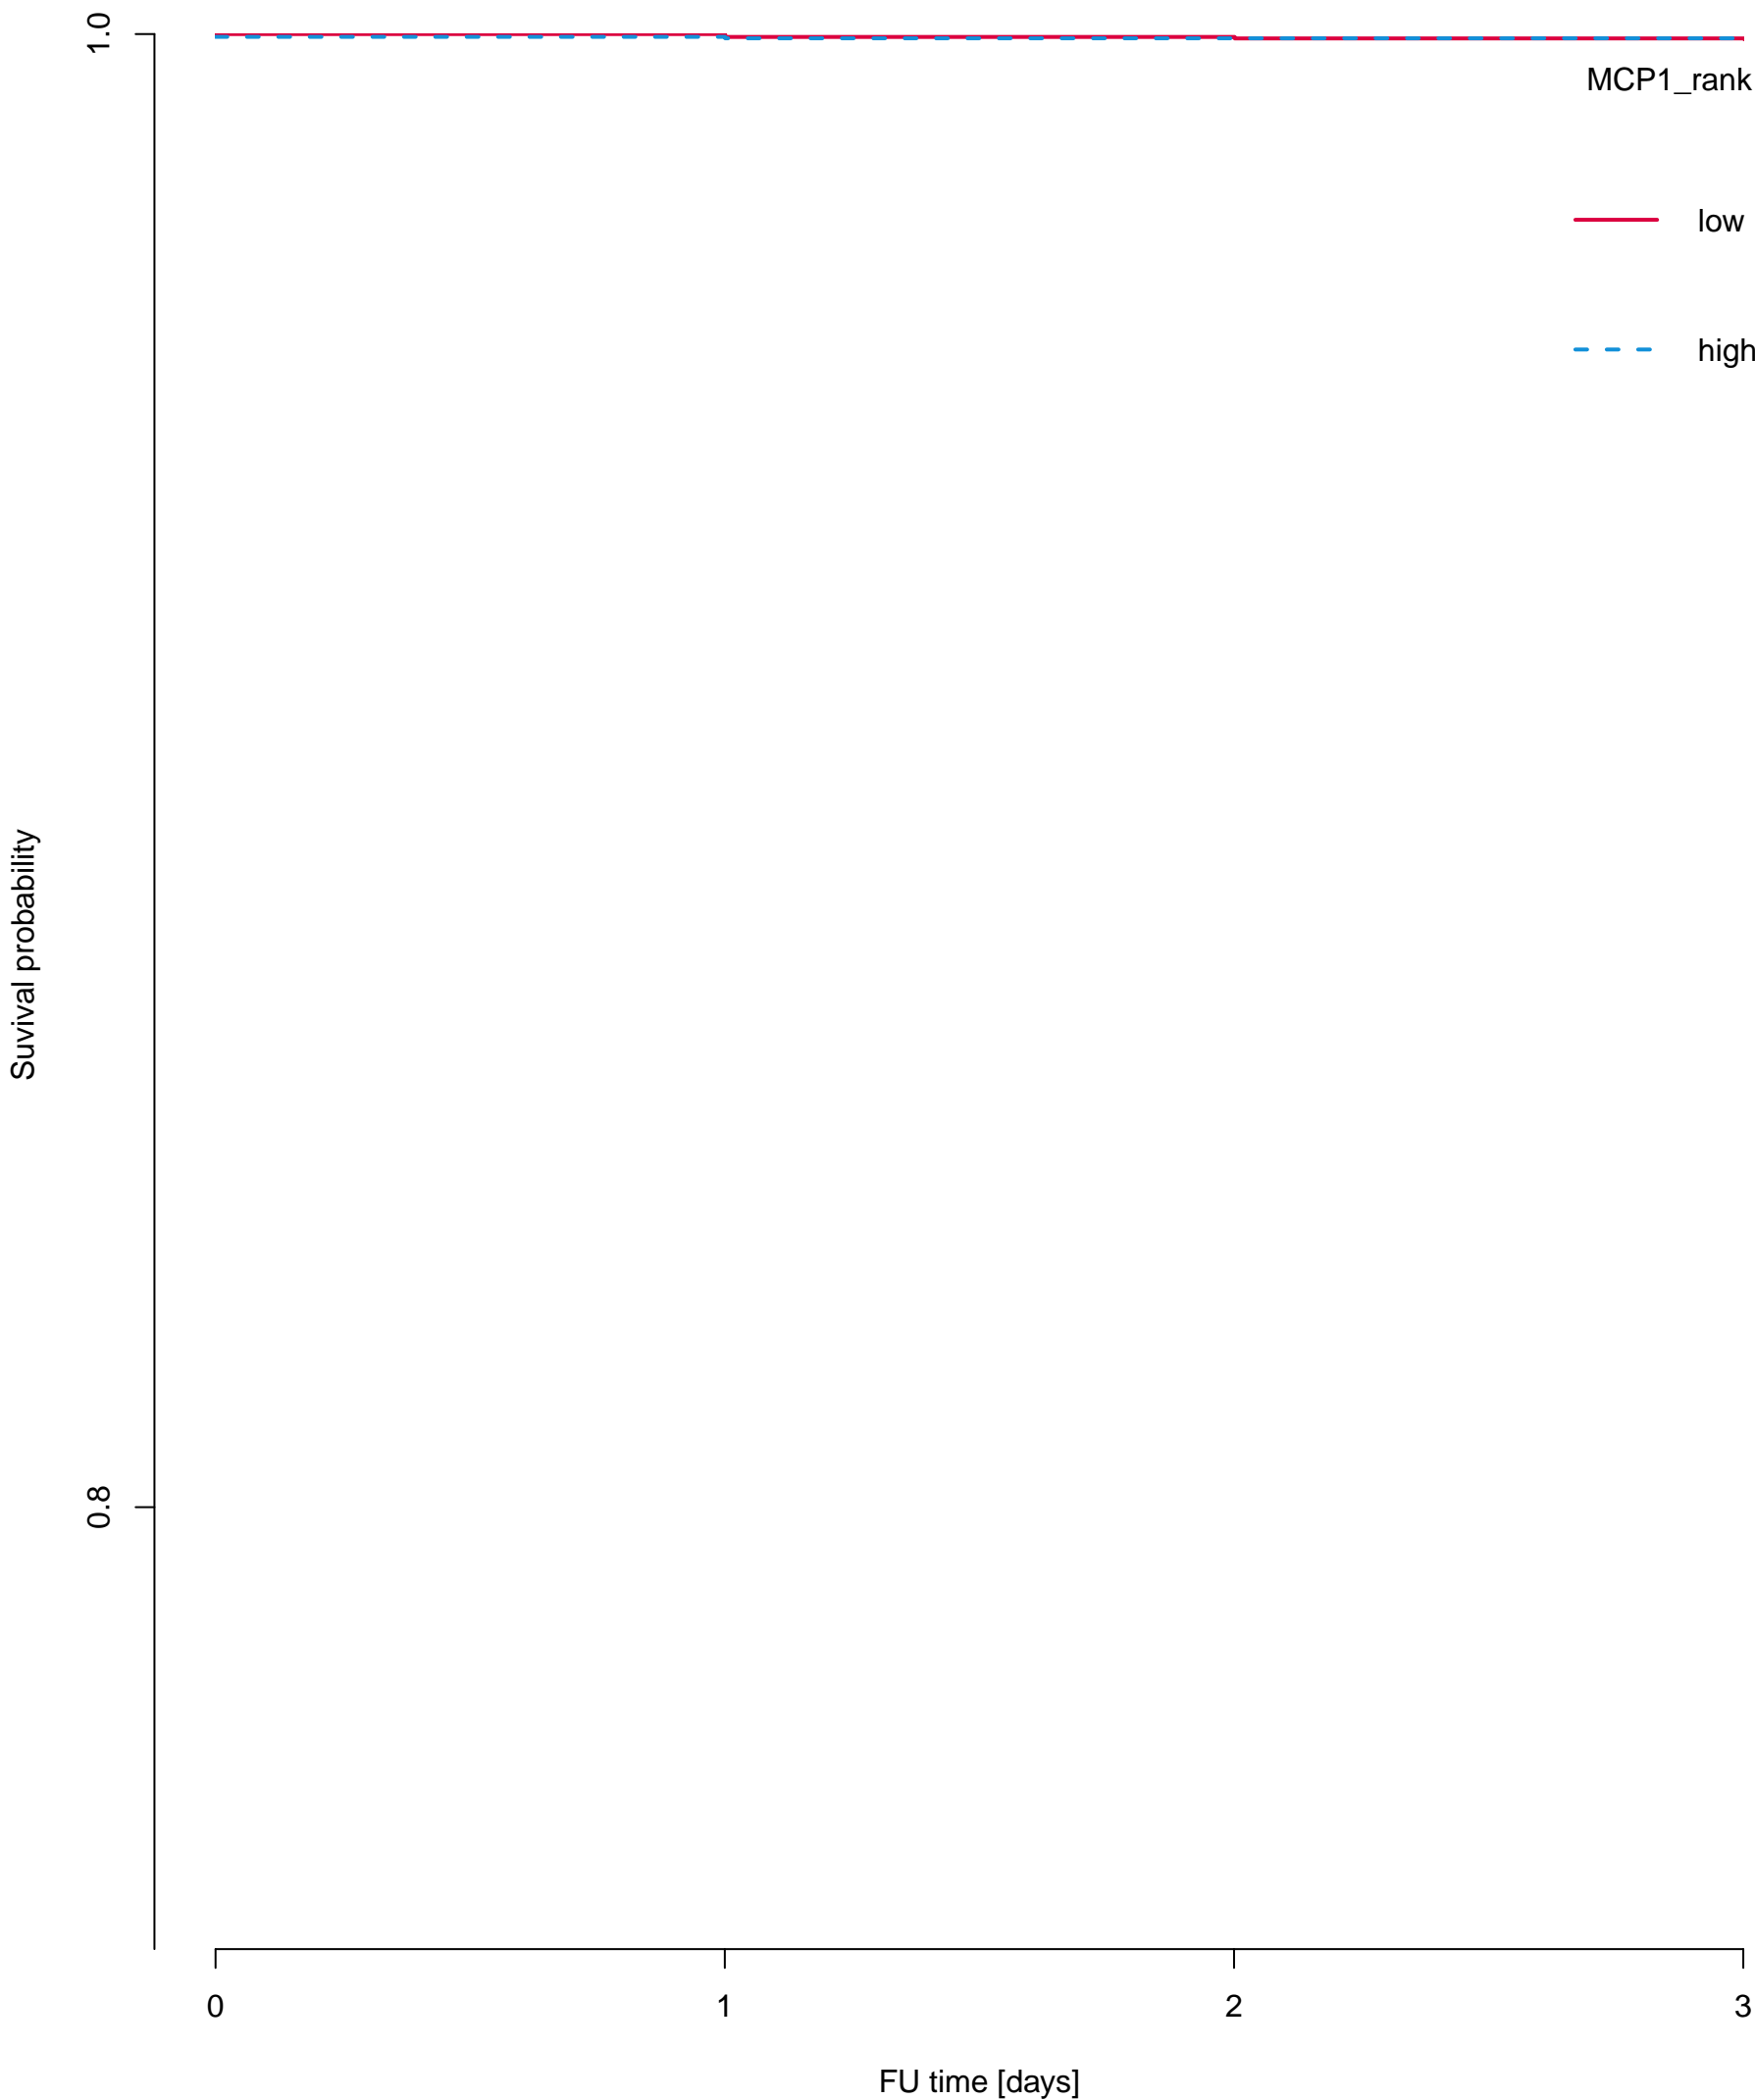 1.0
MCP1_rank
low
high
Suvival probability
0.8
0 1 2 3
FU time [days]